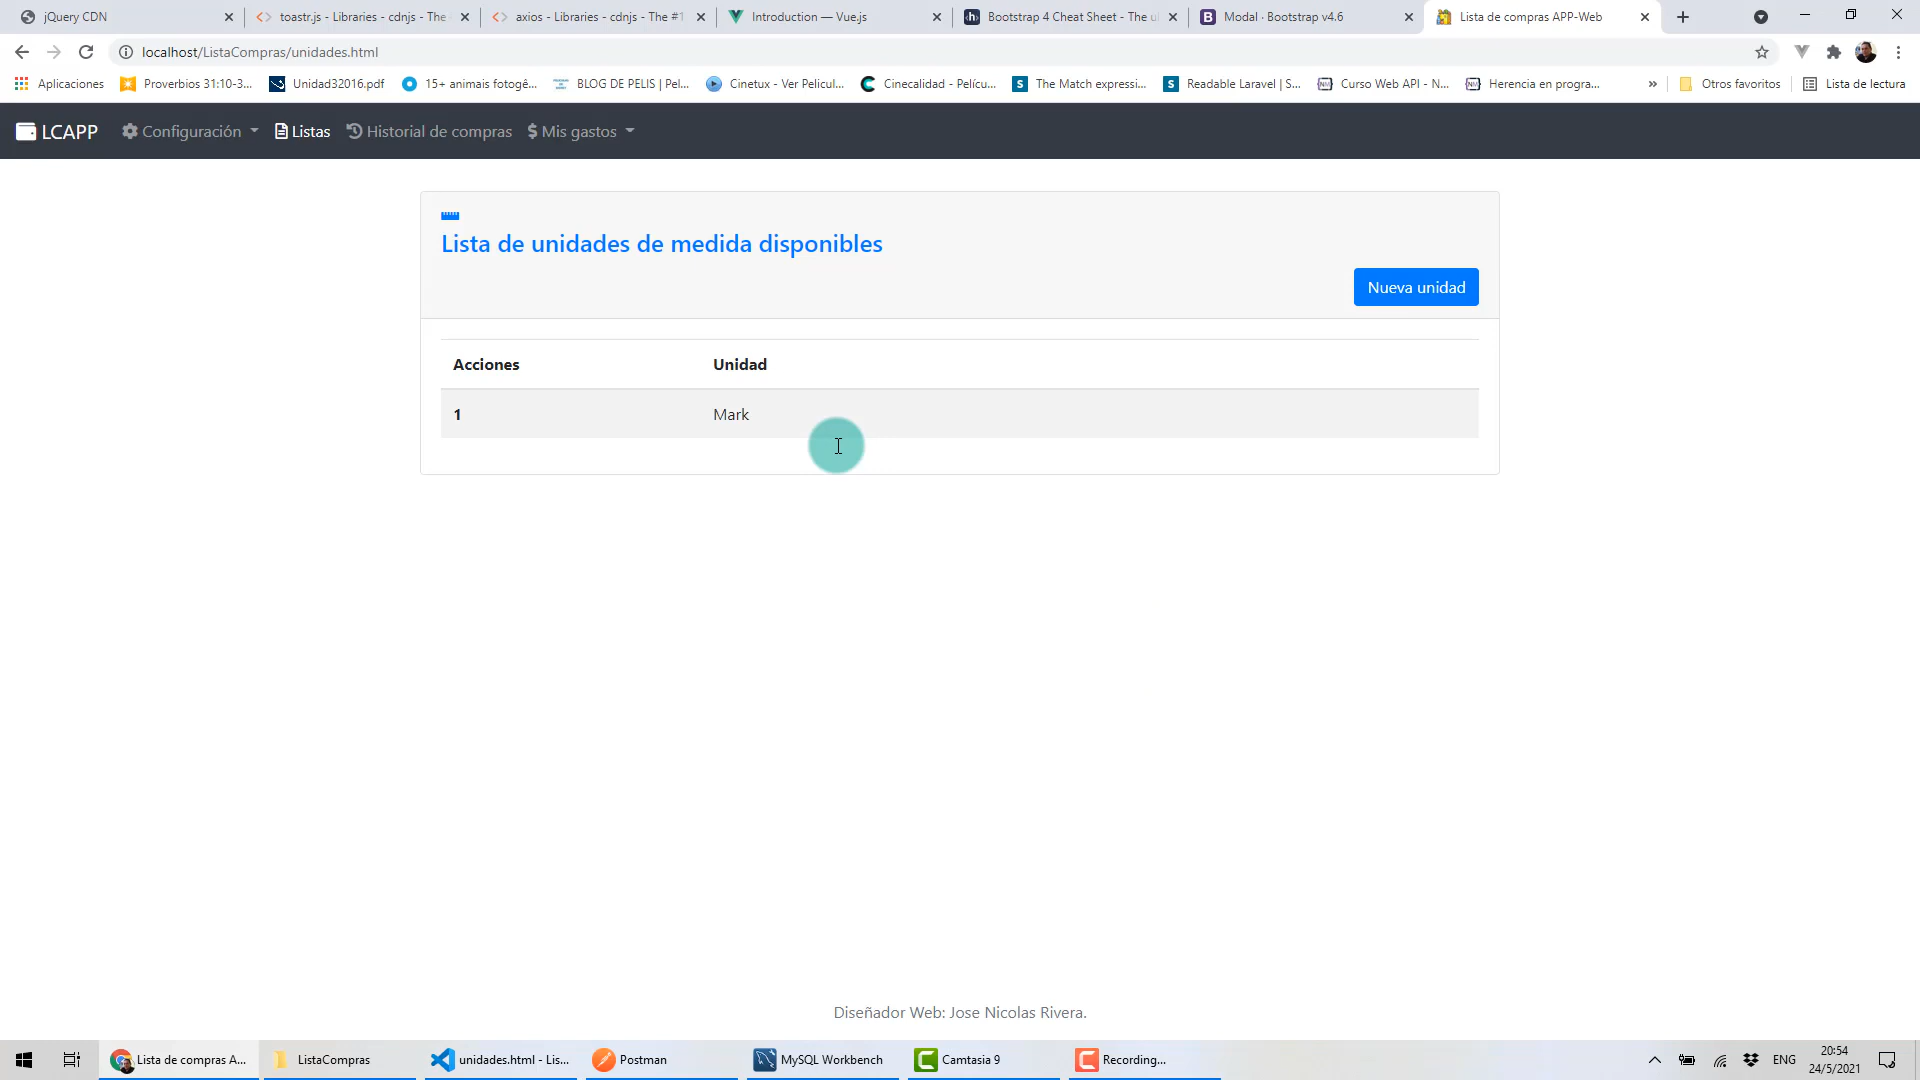 jQuery CDN
toastr.js - Libraries - cdnjs - The
axios - Libraries - cdnjs - The #1
Introduction — Vue.js
Bootstrap 4 Cheat Sheet - The u
Modal · Bootstrap v4.6
Lista de compras APP-Web
localhost/ListaCompras/unidades.html
Aplicaciones
Proverbios 31:10-3...
Unidad32016.pdf
15+ animais fotogê...
BLOG DE PELIS | Pel...
Cinetux - Ver Pelicul...
Cinecalidad - Pelícu...
The Match expressi...
Readable Laravel | S...
Curso Web API - N...
Herencia en progra...
»
Otros favoritos
Lista de lectura
LCAPP
Configuración
Listas
Historial de compras
$ Mis gastos
Lista de unidades de medida disponibles
Nueva unidad
Acciones Unidad
1 Mark
Diseñador Web: Jose Nicolas Rivera.
Lista de compras A...
ListaCompras
unidades.html - Lis...
Postman
MySQL Workbench
Camtasia 9
Recording...
ENG
20:54
24/5/2021